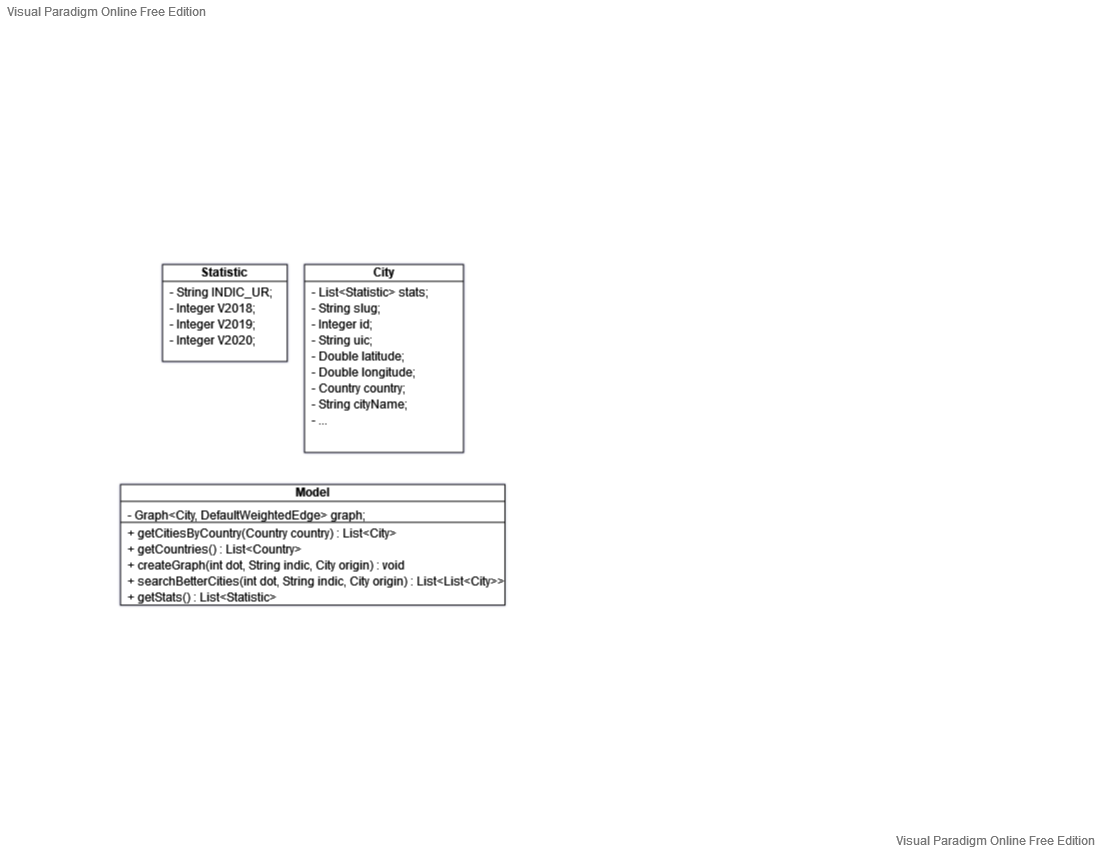 Visual Paradigm Online Free Edition
Statistic
- String INDIC_UR;
- Integer V2018;
- Integer V2019;
- Integer V2020;
City
- List<Statistic> stats;
- String slug;
- Integer id;
- String uic;
- Double latitude;
- Double longitude;
- Country country;
- String cityName;
- ...
Model
- Graph<City, DefaultWeightedEdge> graph;
+ getCitiesByCountry(Country country) : List<City>
+ getCountries() : List<Country>
+ createGraph(int dot, String indic, City origin) : void
+ searchBetterCities(int dot, String indic, City origin) : List<List<City>>
+ getStats() : List<Statistic>
Visual Paradigm Online Free Edition